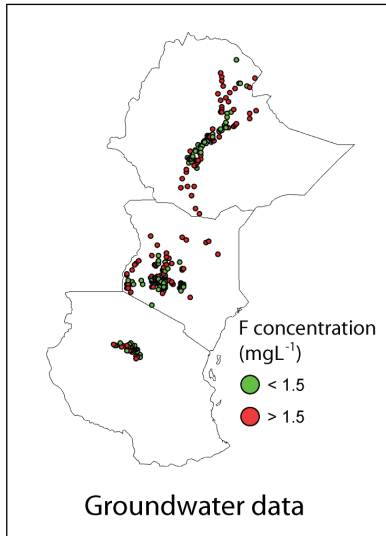 F concentration
(mgL⁻¹)
< 1.5
> 1.5
Groundwater data